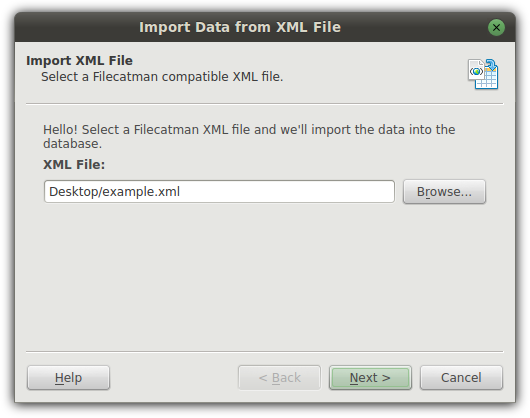 Import Data from XML File
Import XML File
Select a Filecatman compatible XML file.
Hello! Select a Filecatman XML file and we'll import the data into the
database.
XML File:
Desktop/example.xml
Browse...
Help
< Back
Next >
Cancel